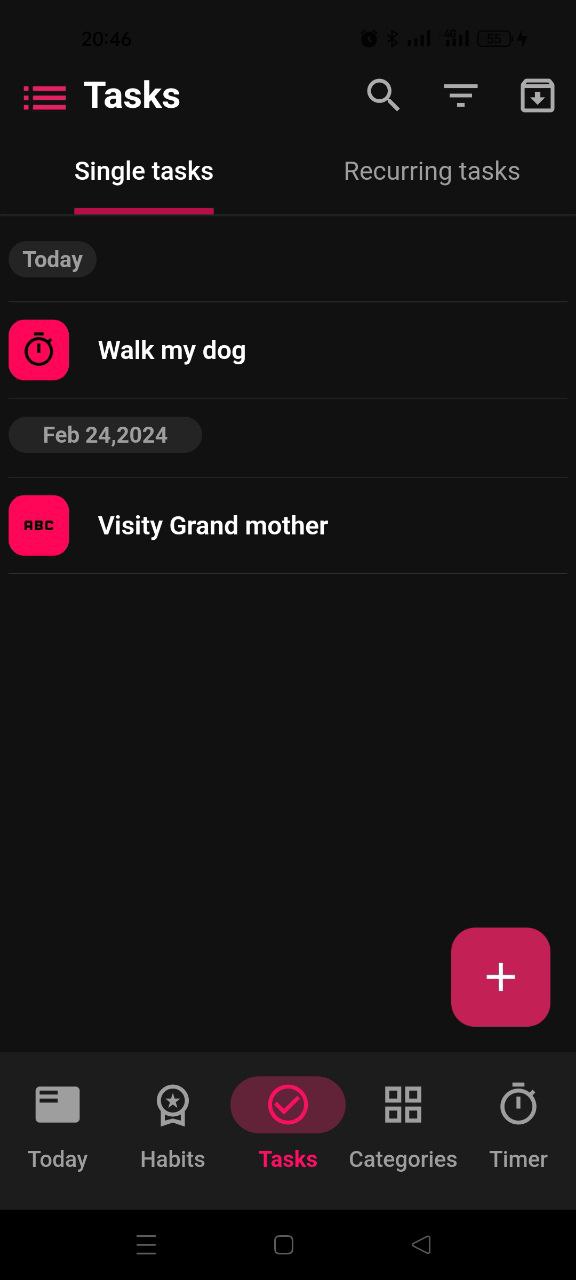 20:46
4G
55
Tasks
Single tasks
Recurring tasks
Today
Walk my dog
Feb 24,2024
ABC
Visity Grand mother
+
Today
Habits
Tasks
Categories
Timer